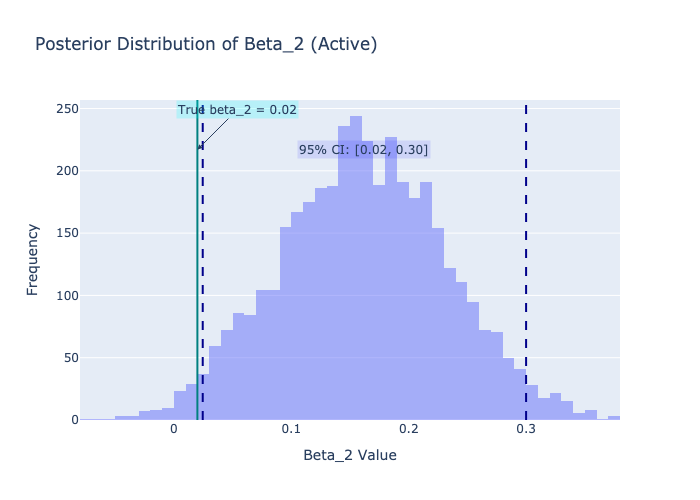 Posterior Distribution of Beta_2 (Active)
True beta_2 = 0.02
95% CI: [0.02, 0.30]
250
200
150
100
50
0
Frequency
0
0.1
0.2
0.3
Beta_2 Value